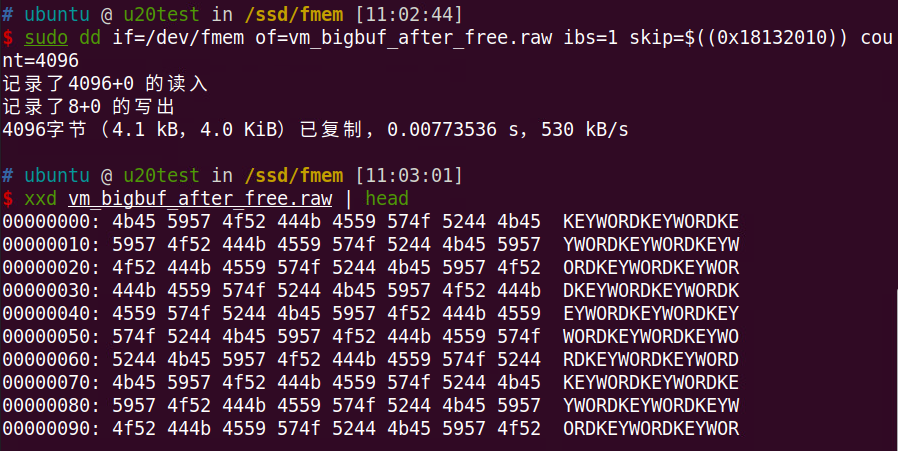 # ubuntu @ u20test in /ssd/fmem [11:02:44]
$ sudo dd if=/dev/fmem of=vm_bigbuf_after_free.raw ibs=1 skip=$((0x18132010)) cou
nt=4096
记录了4096+0 的读入
记录了8+0 的写出
4096字节（4.1 kB，4.0 KiB）已复制，0.00773536 s，530 kB/s
# ubuntu @ u20test in /ssd/fmem [11:03:01]
$ xxd vm_bigbuf_after_free.raw | head
00000000: 4b45 5957 4f52 444b 4559 574f 5244 4b45  KEYWORDKEYWORDKE
00000010: 5957 4f52 444b 4559 574f 5244 4b45 5957  YWORDKEYWORDKEYW
00000020: 4f52 444b 4559 574f 5244 4b45 5957 4f52  ORDKEYWORDKEYWOR
00000030: 444b 4559 574f 5244 4b45 5957 4f52 444b  DKEYWORDKEYWORDK
00000040: 4559 574f 5244 4b45 5957 4f52 444b 4559  EYWORDKEYWORDKEY
00000050: 574f 5244 4b45 5957 4f52 444b 4559 574f  WORDKEYWORDKEYWO
00000060: 5244 4b45 5957 4f52 444b 4559 574f 5244  RDKEYWORDKEYWORD
00000070: 4b45 5957 4f52 444b 4559 574f 5244 4b45  KEYWORDKEYWORDKE
00000080: 5957 4f52 444b 4559 574f 5244 4b45 5957  YWORDKEYWORDKEYW
00000090: 4f52 444b 4559 574f 5244 4b45 5957 4f52  ORDKEYWORDKEYWOR